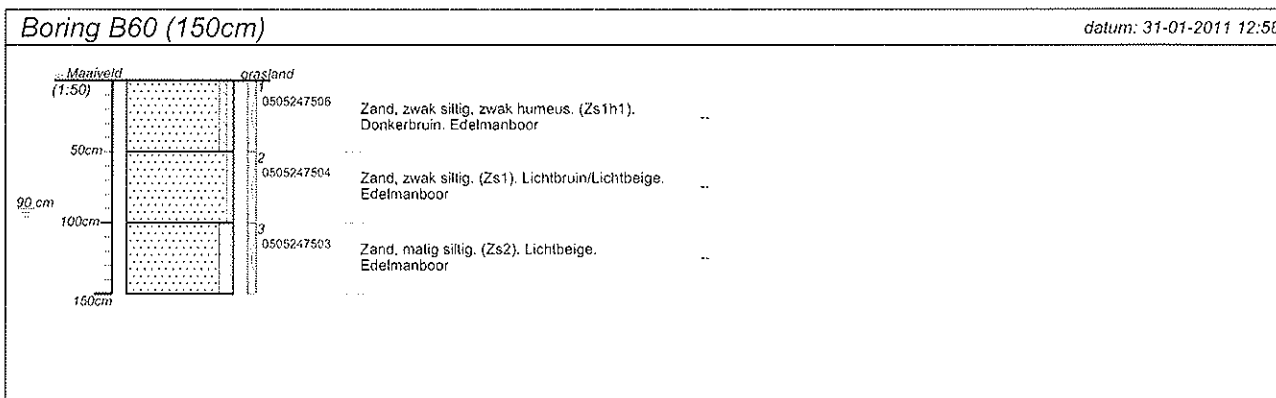 Boring B60 (150cm)
datum: 31-01-2011 12:58
Maaiveld
grasland
(1:50)
1
0505247506
Zand, zwak siltig, zwak humeus. (Zs1h1).
Donkerbruin. Edelmanboor
--
50cm
2
0505247504
Zand, zwak siltig. (Zs1). Lichtbruin/Lichtbeige.
Edelmanboor
--
90 cm
100cm
3
0505247503
Zand, matig siltig. (Zs2). Lichtbeige.
Edelmanboor
--
150cm